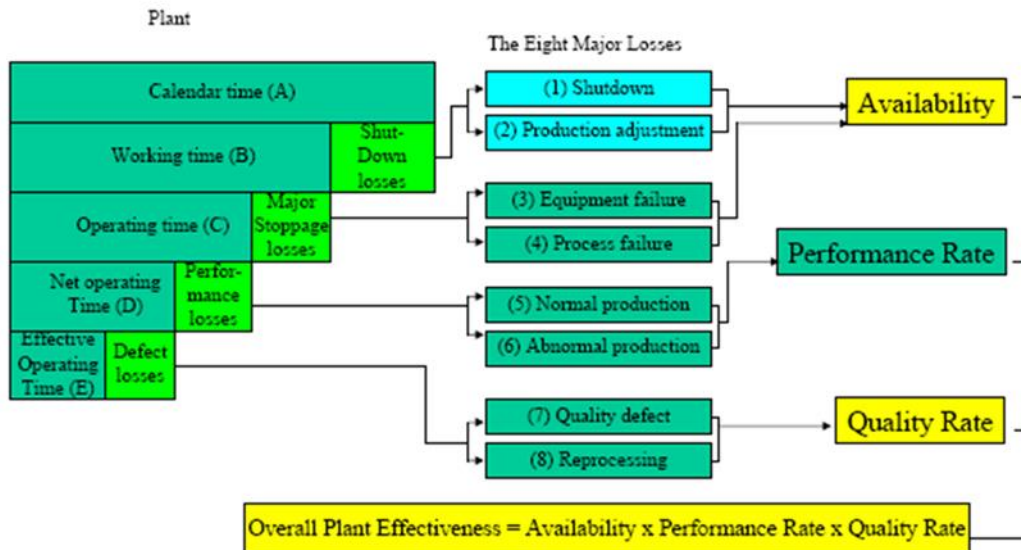 Plant
The Eight Major Losses
Calendar time (A)
Working time (B)
Shut-
Down
losses
Operating time (C)
Major
Stoppage
losses
Net operating
Time (D)
Perfor-
mance
losses
Effective
Operating
Time (E)
Defect
losses
(1) Shutdown
(2) Production adjustment
(3) Equipment failure
(4) Process failure
(5) Normal production
(6) Abnormal production
(7) Quality defect
(8) Reprocessing
Availability
Performance Rate
Quality Rate
Overall Plant Effectiveness = Availability x Performance Rate x Quality Rate